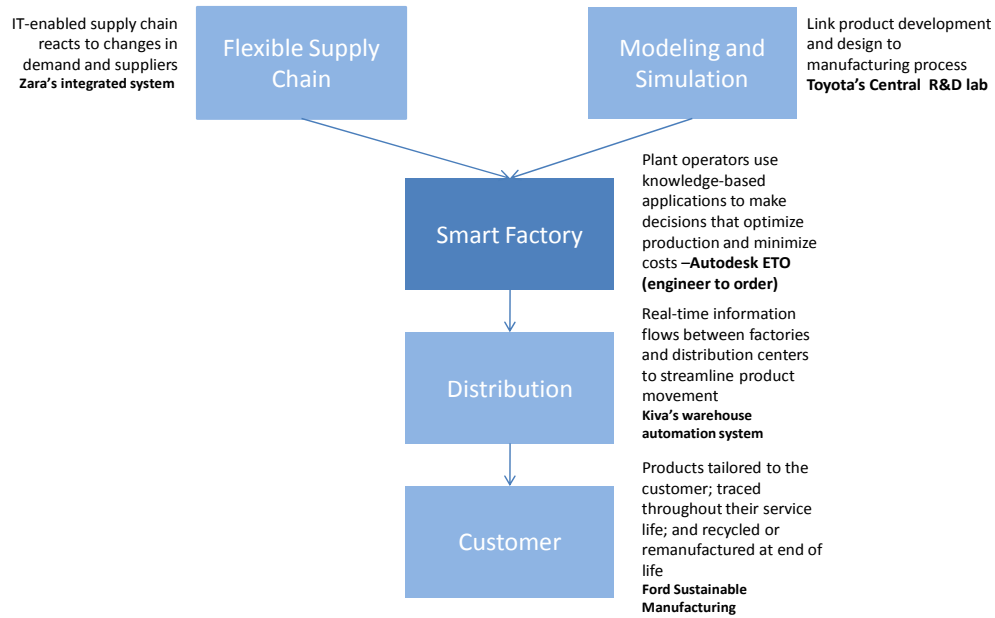 IT-enabled supply chain
reacts to changes in
demand and suppliers
Zara's integrated system
Flexible Supply
Chain
Modeling and
Simulation
Link product development
and design to
manufacturing process
Toyota's Central R&D lab
Smart Factory
Plant operators use
knowledge-based
applications to make
decisions that optimize
production and minimize
costs –Autodesk ETO
(engineer to order)
Distribution
Real-time information
flows between factories
and distribution centers
to streamline product
movement
Kiva's warehouse
automation system
Customer
Products tailored to the
customer; traced
throughout their service
life; and recycled or
remanufactured at end of
life
Ford Sustainable
Manufacturing